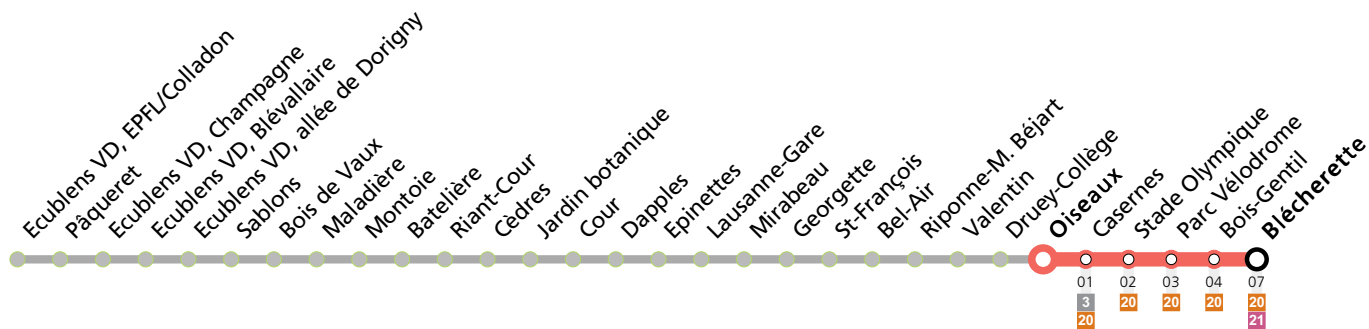 Ecublens VD, EPFL/Colladon
Pâqueret
Ecublens VD, Champagne
Ecublens VD, Blévallaire
Ecublens VD, allée de Dorigny
Sablons
Bois de Vaux
Maladière
Montoie
Batelière
Riant-Cour
Cèdres
Jardin botanique
Cour
Dapples
Epinettes
Lausanne-Gare
Mirabeau
Georgette
St-François
Bel-Air
Riponne-M. Béjart
Valentin
Druey-Collège
Oiseaux
Casernes
Stade Olympique
Parc Vélodrome
Bois-Gentil
Blécherette
01 02 03 04 07
3 20 20 20 20
20 21